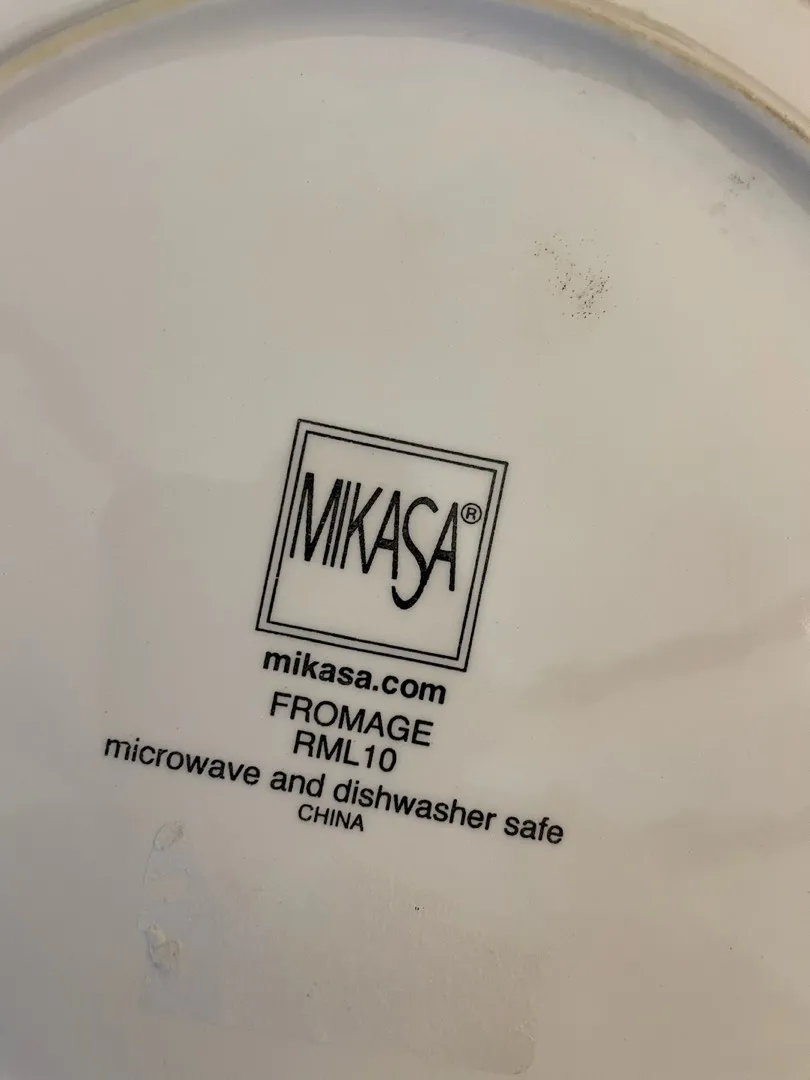 MIKASA®
mikasa.com
FROMAGE
RML10
microwave and dishwasher safe
CHINA